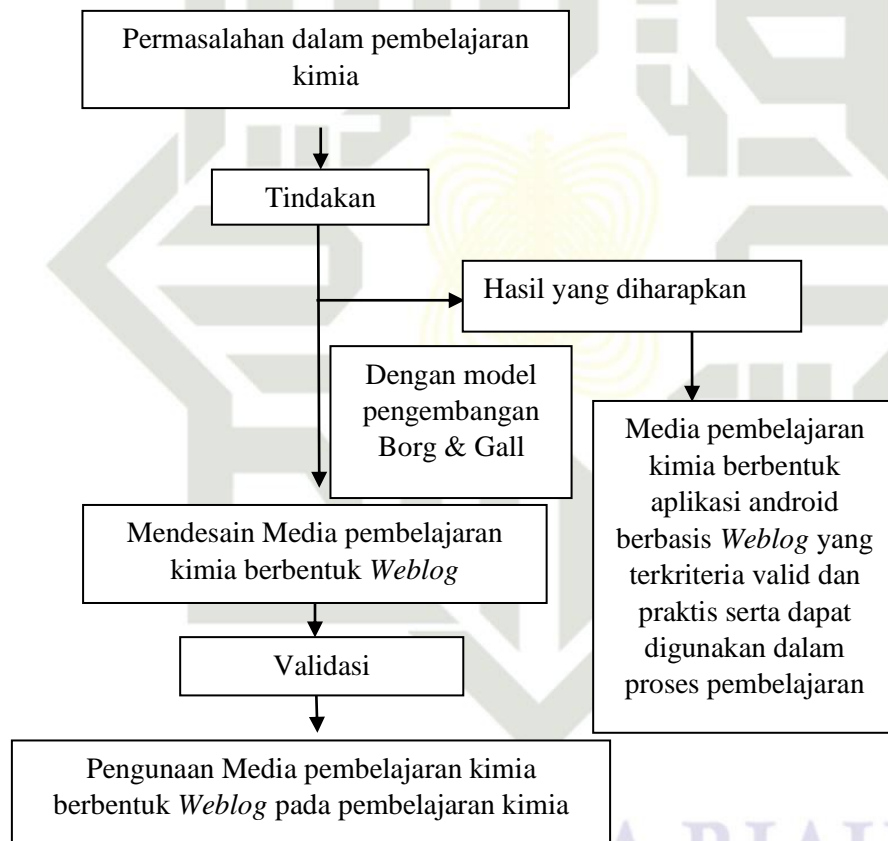 Permasalahan dalam pembelajaran
kimia
Tindakan
Hasil yang diharapkan
Dengan model
pengembangan
Borg & Gall
Media pembelajaran
kimia berbentuk
aplikasi android
berbasis Weblog yang
terkriteria valid dan
praktis serta dapat
digunakan dalam
proses pembelajaran
Mendesain Media pembelajaran
kimia berbentuk Weblog
Validasi
Pengunaan Media pembelajaran kimia
berbentuk Weblog pada pembelajaran kimia